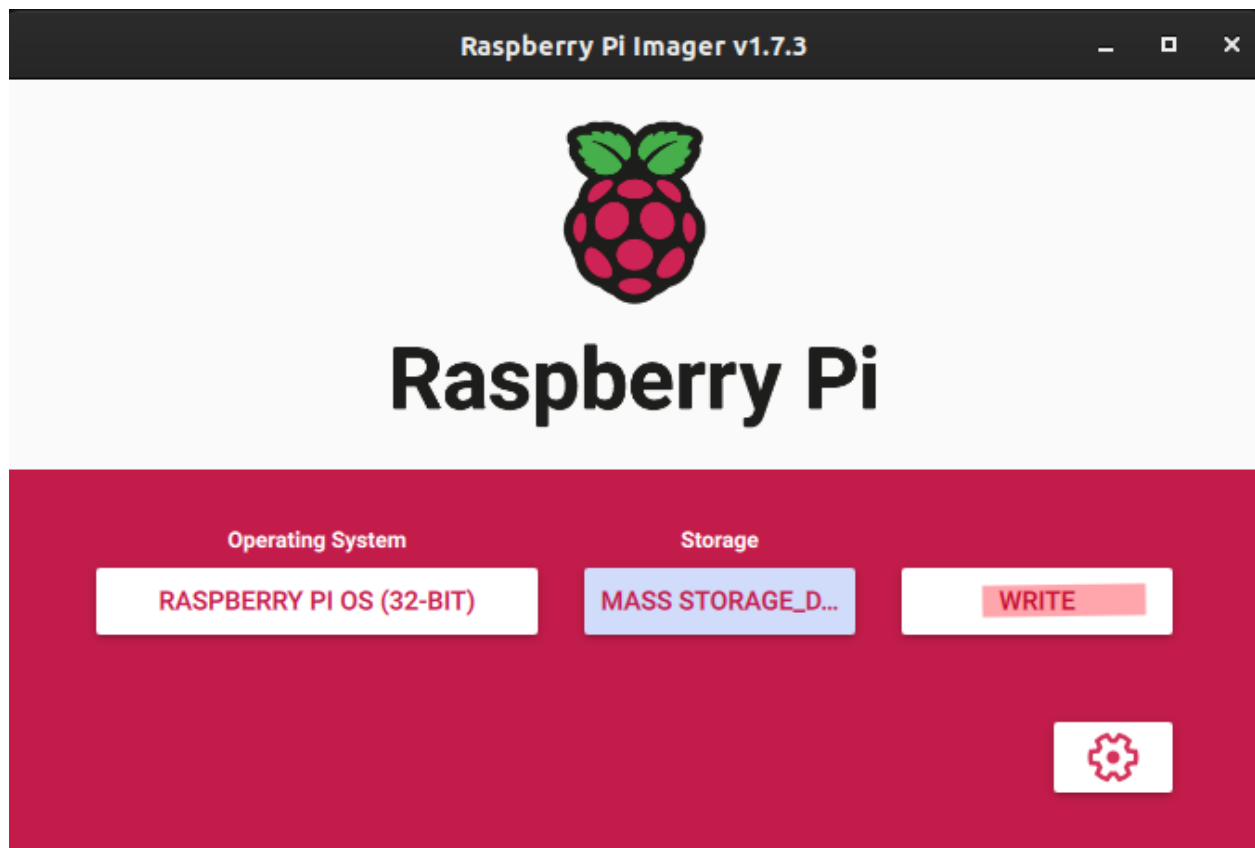 Raspberry Pi Imager v1.7.3
Raspberry Pi
Operating System
Storage
RASPBERRY PI OS (32-BIT)
MASS STORAGE_D...
WRITE